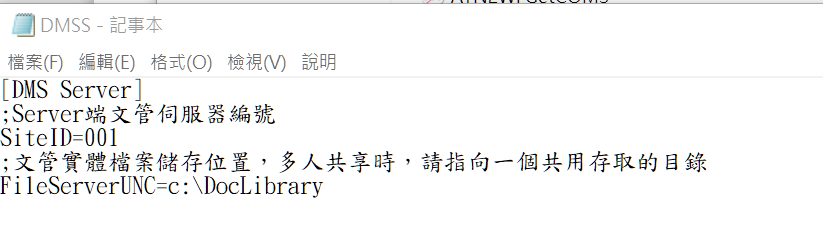 DMSS - 記事本
檔案(F) 編輯(E) 格式(O) 檢視(V) 說明
[DMS Server]
;Server端文管伺服器編號
SiteID=001
;文管實體檔案儲存位置，多人共享時，請指向一個共用存取的目錄
FileServerUNC=c:\DocLibrary